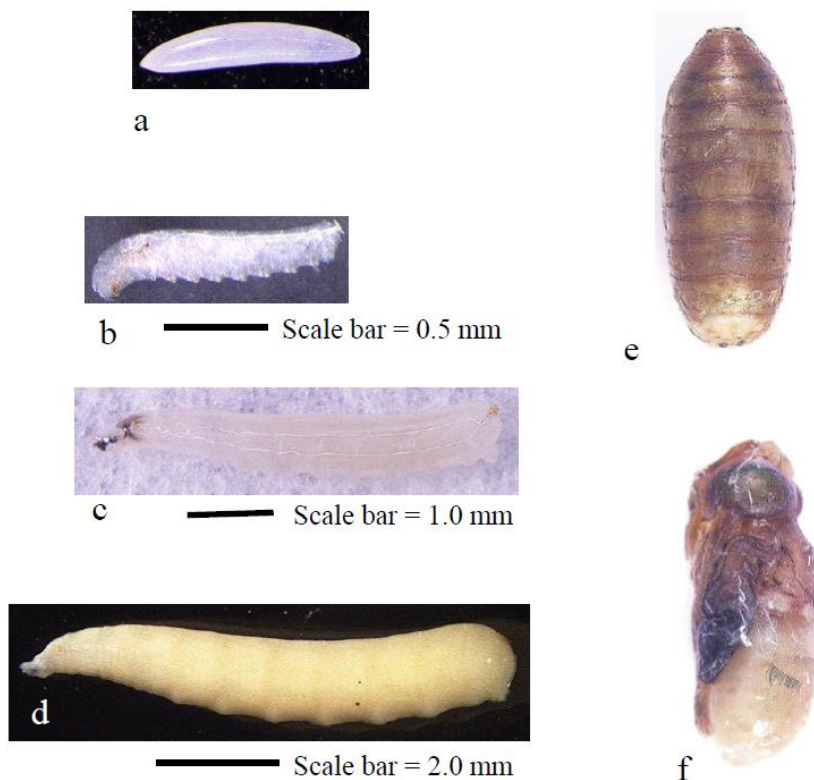 a
b
Scale bar = 0.5 mm
e
c
Scale bar = 1.0 mm
d
Scale bar = 2.0 mm
f